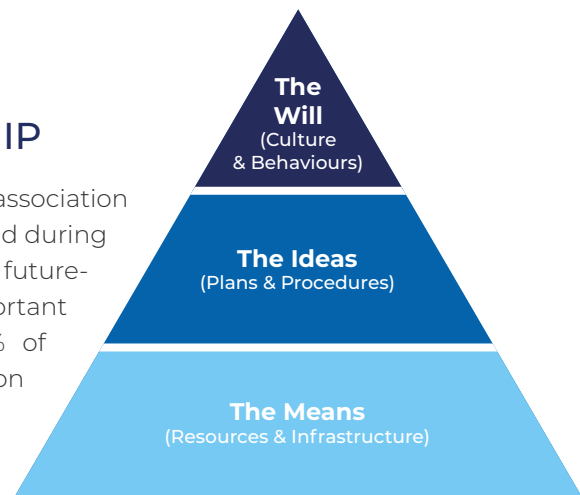 IP
association
d during
future-
ortant
% of
on
The
Will
(Culture
& Behaviours)
The Ideas
(Plans & Procedures)
The Means
(Resources & Infrastructure)